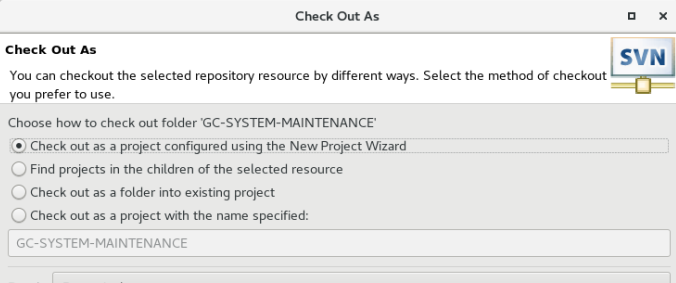 Check Out As
Check Out As
SVN
You can checkout the selected repository resource by different ways. Select the method of checkout
you prefer to use.
Choose how to check out folder 'GC-SYSTEM-MAINTENANCE'
Check out as a project configured using the New Project Wizard
Find projects in the children of the selected resource
Check out as a folder into existing project
Check out as a project with the name specified:
GC-SYSTEM-MAINTENANCE